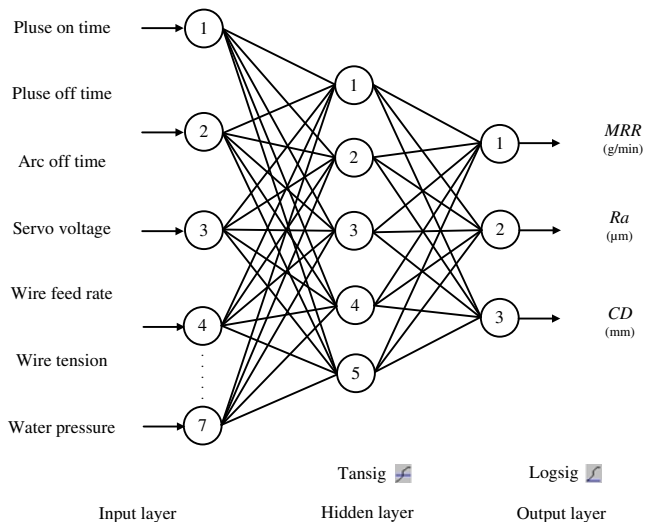 Pluse on time
Pluse off time
Arc off time
Servo voltage
Wire feed rate
Wire tension
Water pressure
1
2
3
4
7
1
2
3
4
5
1
2
3
MRR
(g/min)
Ra
(µm)
CD
(mm)
Tansig
Logsig
Input layer
Hidden layer
Output layer